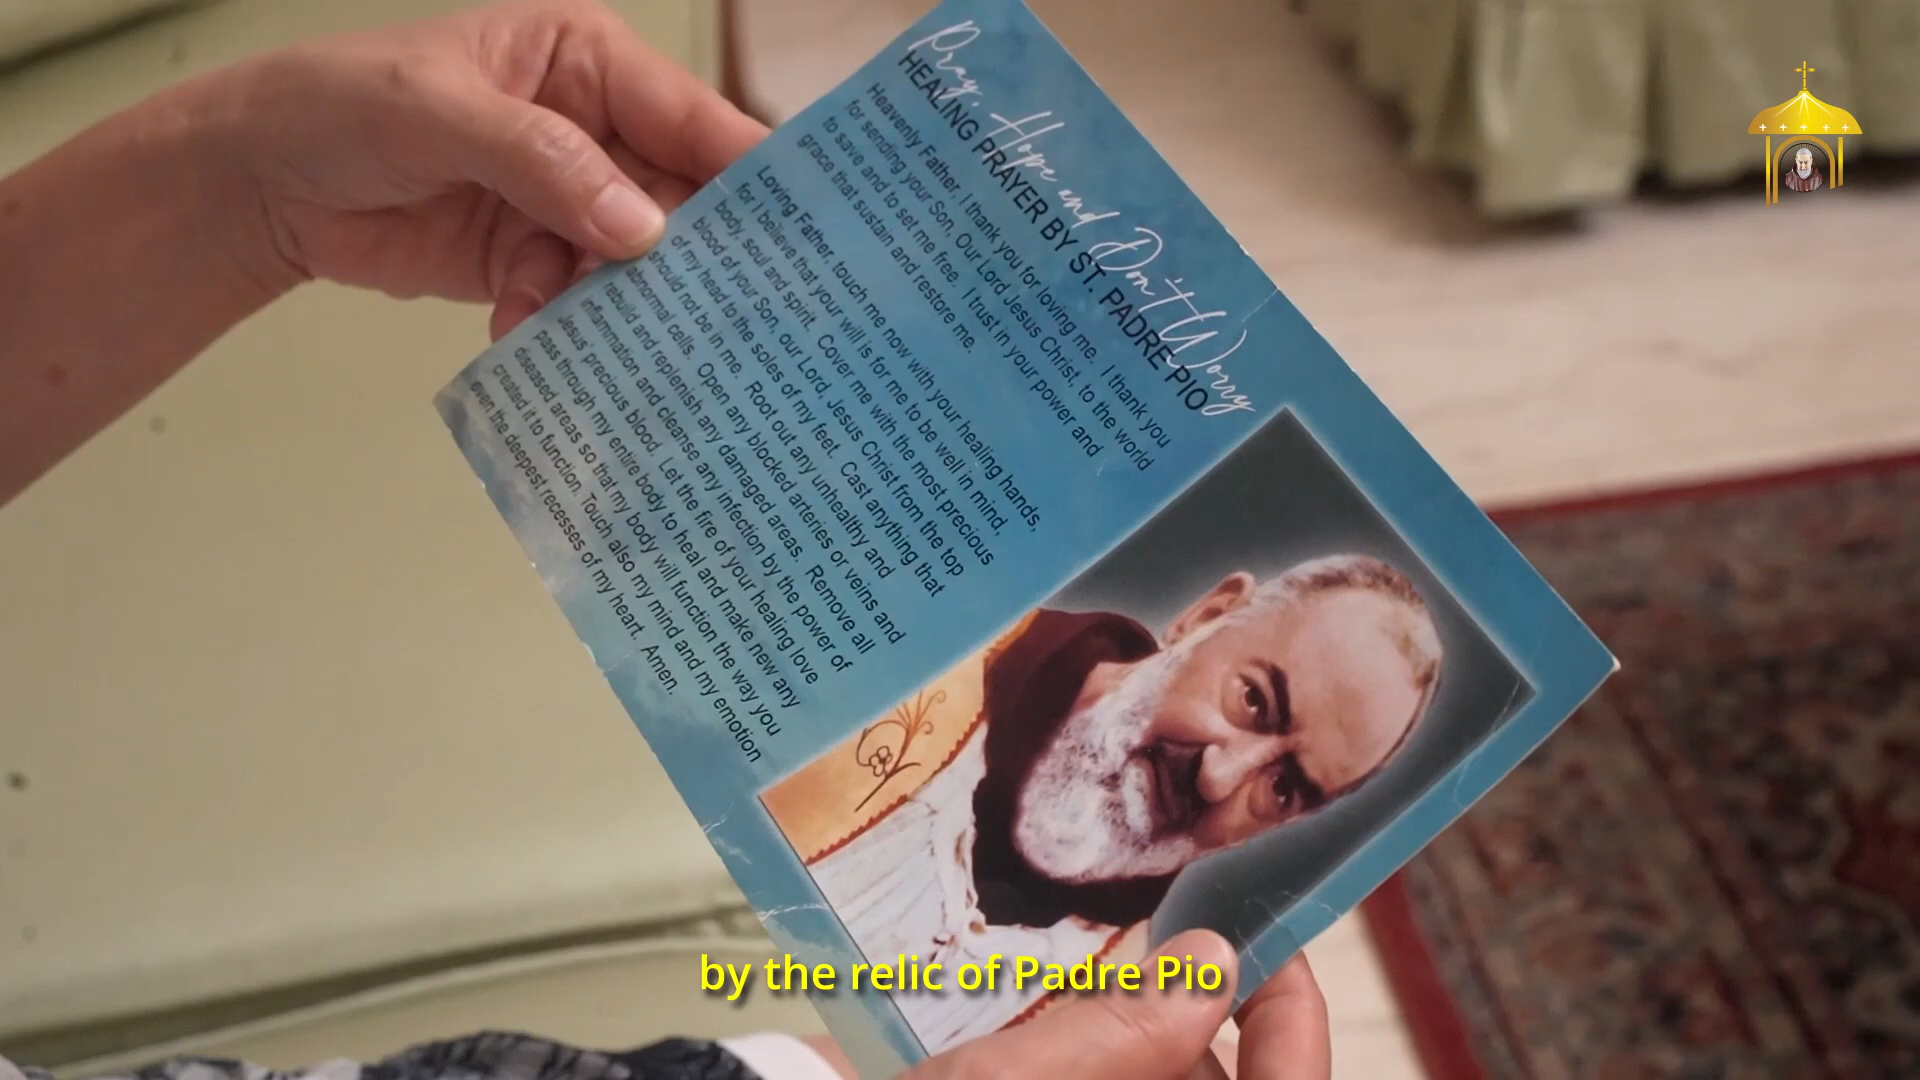 Pray, Hope and Don't Worry
HEALING PRAYER BY ST. PADRE PIO
Heavenly Father, I thank you for loving me. I thank you
for sending your Son, Our Lord Jesus Christ, to the world
to save and to set me free. I trust in your power and
grace that sustain and restore me.
Loving Father, touch me now with your healing hands,
for I believe that your will is for me to be well in mind,
body, soul and spirit. Cover me with the most precious
blood of your Son, our Lord, Jesus Christ from the top
of my head to the soles of my feet. Cast anything that
should not be in me. Root out any unhealthy and
abnormal cells. Open any blocked arteries or veins and
rebuild and replenish any damaged areas. Remove all
inflammation and cleanse any infection by the power of
Jesus' precious blood. Let the fire of your healing love
pass through my entire body to heal and make new any
diseased areas so that my body will function the way you
created it to function. Touch also my mind and my emotion
even the deepest recesses of my heart. Amen.
by the relic of Padre Pio